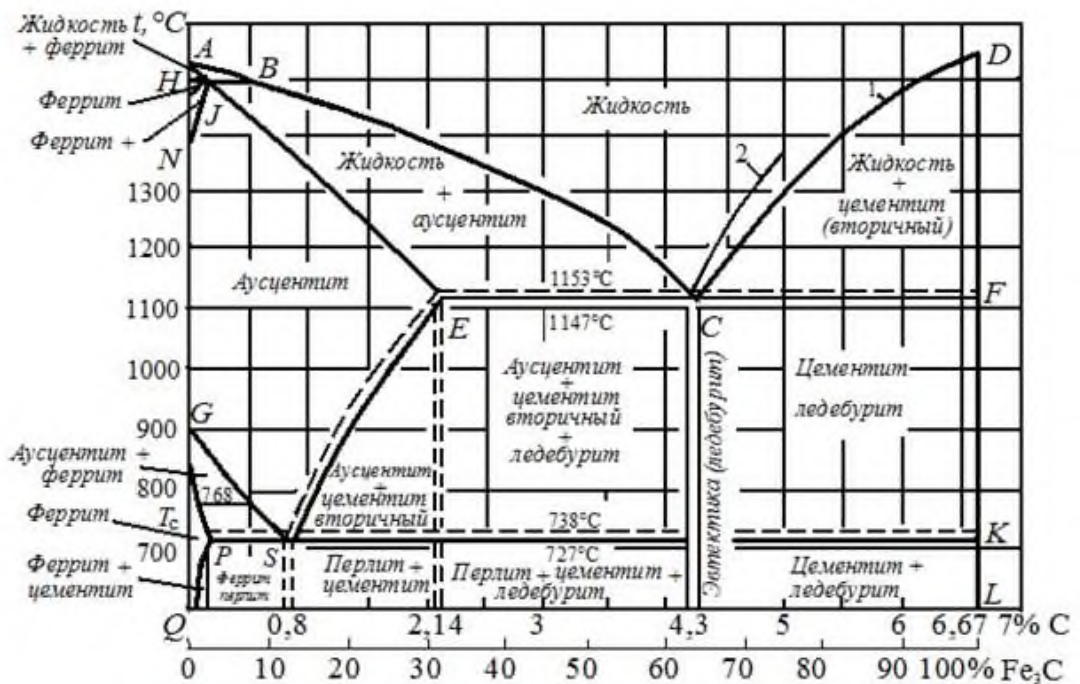 Жидкость t, °C
+ феррит
A
H
B
D
Феррит
J
Феррит +
N
1
2
Жидкость
Жидкость
+
аусцентит
Жидкость
+
цементит
(вторичный)
1300
1200
Аусцентит
1153°C
1100
E
1147°C
C
F
1000
Аусцентит
+
цементит
вторичный
+
ледебурит
Эвтектика (ледебурит)
Цементит
ледебурит
900
G
Аусцентит +
феррит
800
768
Аусцентит
+
цементит
вторичный
Tc
738°C
K
Феррит
700
P
S
727°C
Феррит +
цементит
Феррит
перлит
Перлит +
цементит
Перлит + цементит +
ледебурит
Цементит +
ледебурит
L
Q
0,8 2,14 3 4,3 5 6 6,67 7% C
0 10 20 30 40 50 60 70 80 90 100% Fe₃C